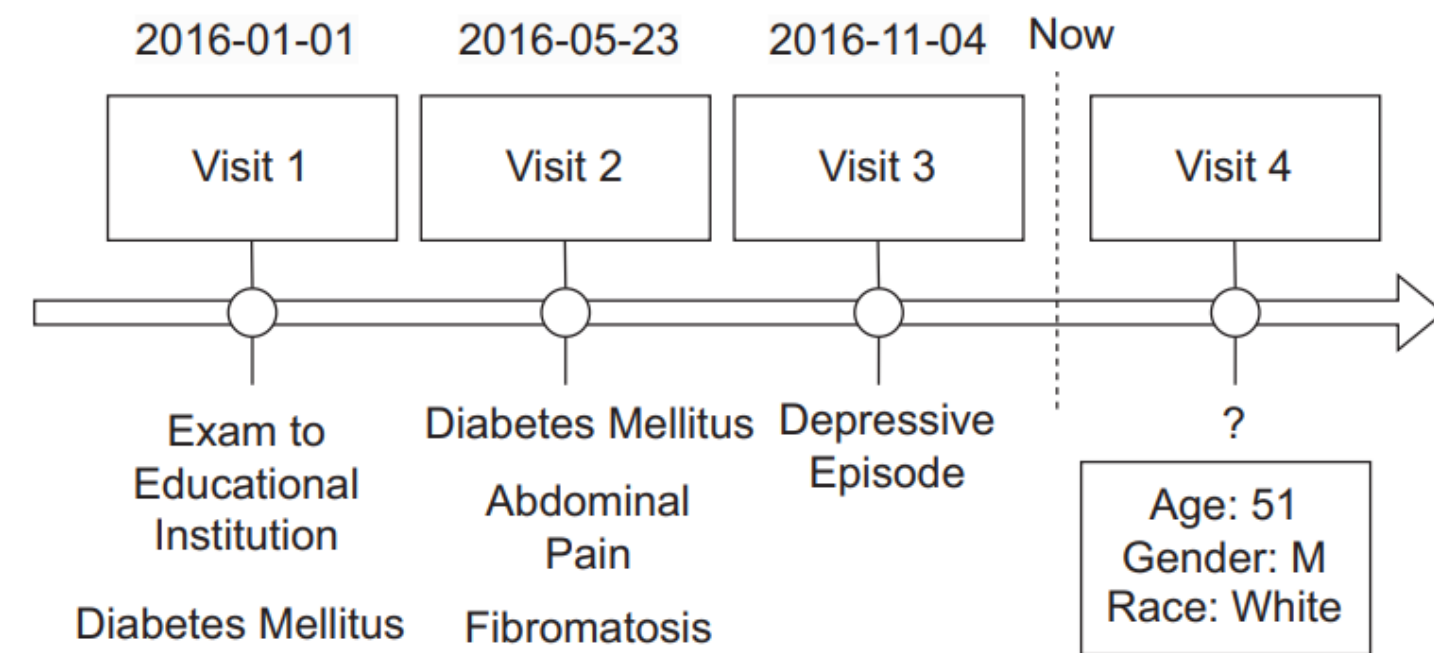 2016-01-01
2016-05-23
2016-11-04
Now
Visit 1
Visit 2
Visit 3
Visit 4
Exam to
Educational
Institution
Diabetes Mellitus
Diabetes Mellitus
Abdominal
Pain
Fibromatosis
Depressive
Episode
?
Age: 51
Gender: M
Race: White